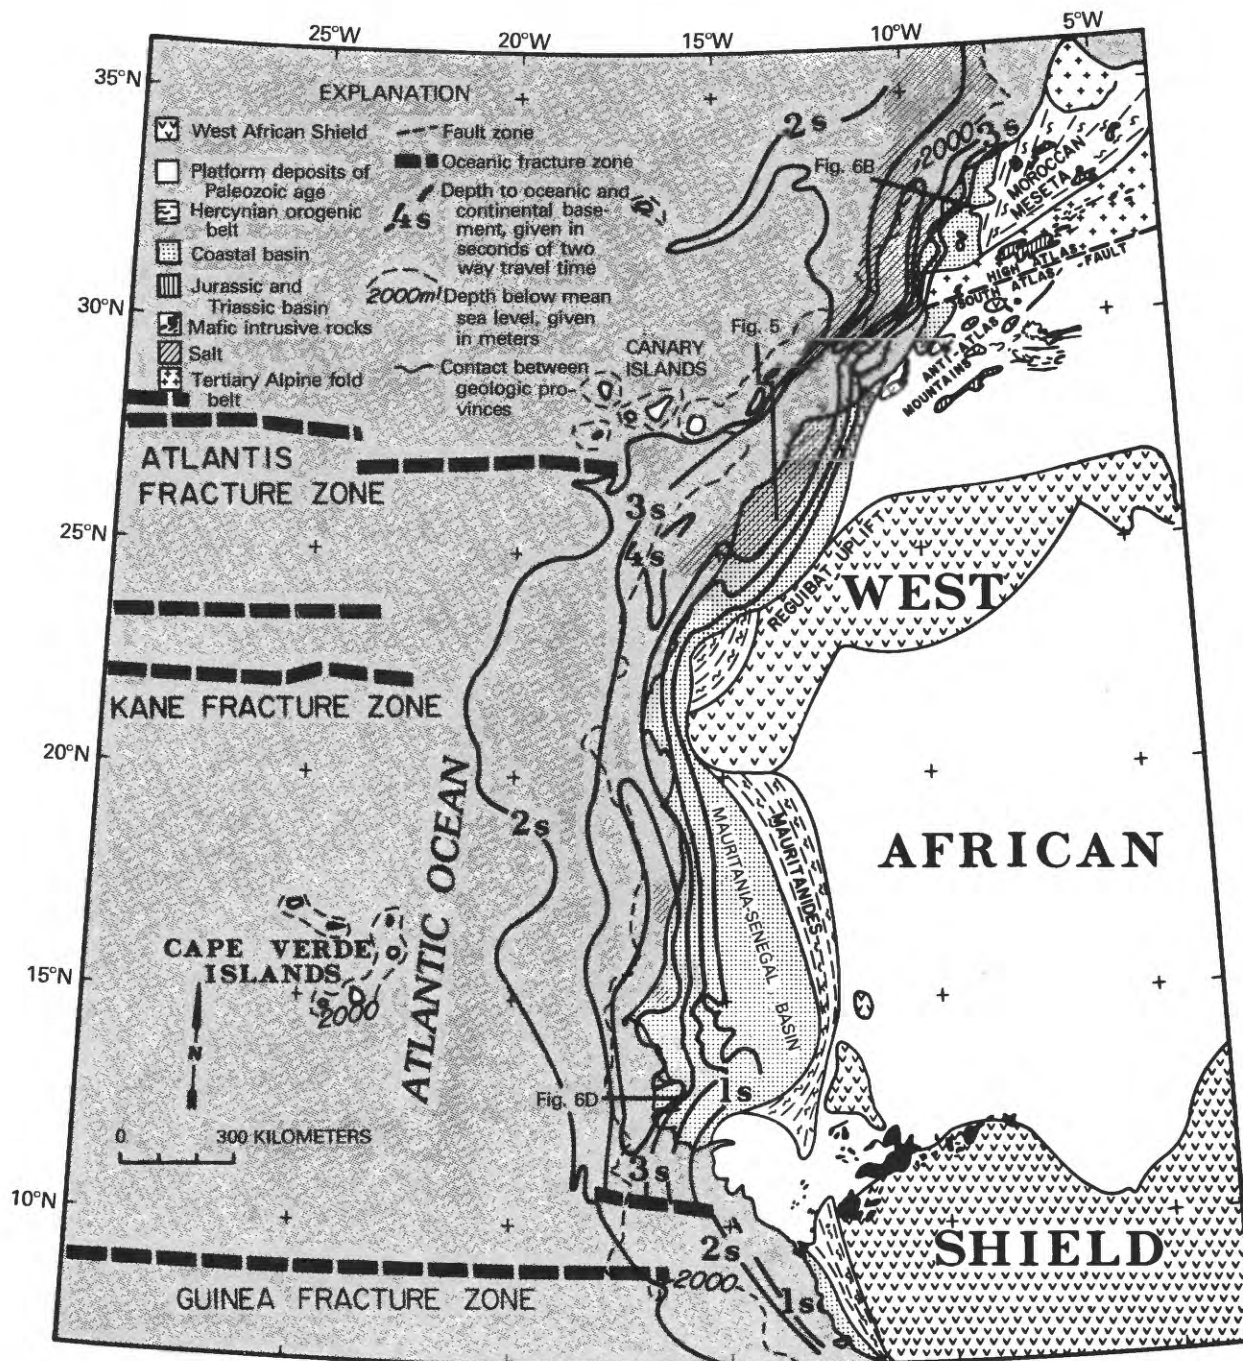 25°W
20°W
15°W
10°W
5°W
35°N
30°N
25°N
20°N
15°N
10°N
EXPLANATION
West African Shield
Platform deposits of
Paleozoic age
Hercynian orogenic
belt
Coastal basin
Jurassic and
Triassic basin
Mafic intrusive rocks
Salt
Tertiary Alpine fold
belt
Fault zone
Oceanic fracture zone
4s
Depth to oceanic and
continental base-
ment, given in
seconds of two
way travel time
2000m
Depth below mean
sea level, given
in meters
Contact between
geologic pro-
vinces
2s
2000
3s
Fig. 6B
MOROCCAN
MESETA
HIGH ATLAS
SOUTH ATLAS FAULT
ANTI-ATLAS
MOUNTAINS
Fig. 5
CANARY
ISLANDS
ATLANTIS
FRACTURE ZONE
3s
4s
REGUIBAT UPLIFT
WEST
KANE FRACTURE ZONE
ATLANTIC OCEAN
2s
MAURITANIA-SENEGAL BASIN
MAURITANIDES
AFRICAN
CAPE VERDE
ISLANDS
2000
N
Fig. 6D
1s
0
300 KILOMETERS
3s
2s
SHIELD
2000
1s
GUINEA FRACTURE ZONE